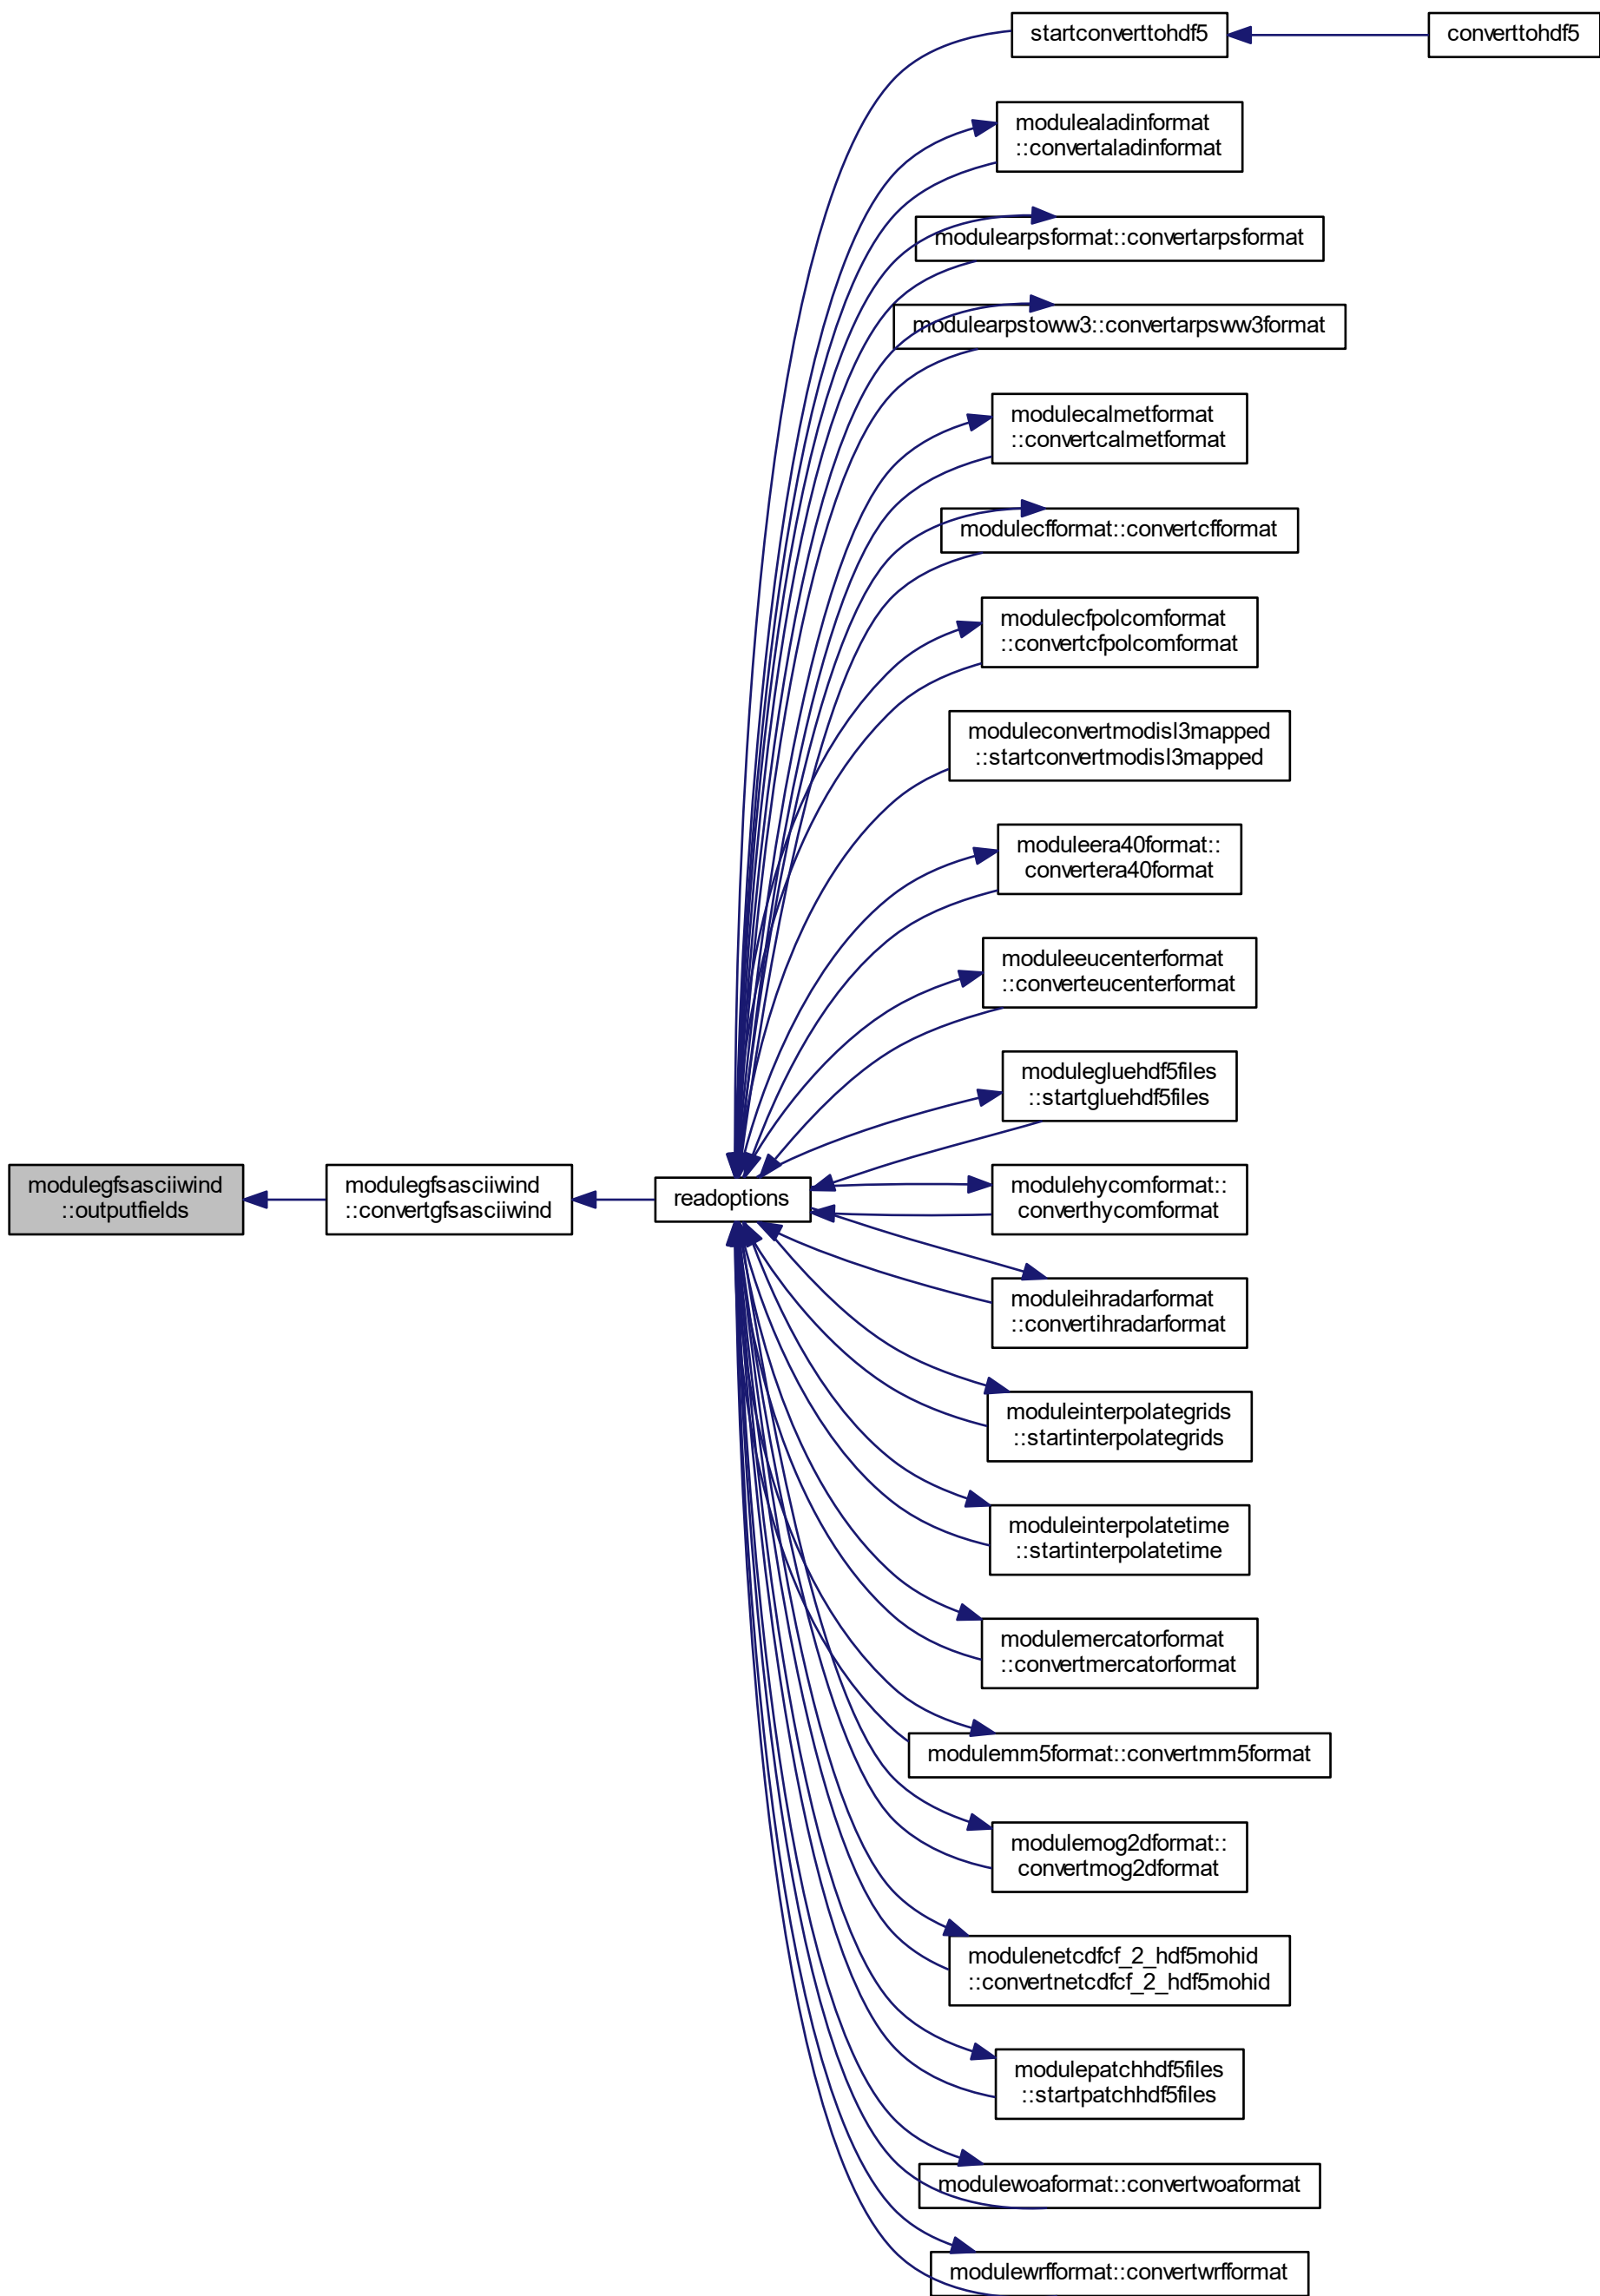 startconverttohdf5
converttohdf5
modulealadinformat
::convertaladinformat
modulearpsformat::convertarpsformat
modulearpstoww3::convertarpsww3format
modulecalmetformat
::convertcalmetformat
modulecfformat::convertcfformat
modulecfpolcomformat
::convertcfpolcomformat
moduleconvertmodisl3mapped
::startconvertmodisl3mapped
moduleera40format::
convertera40format
moduleeucenterformat
::converteucenterformat
modulegluehdf5files
::startgluehdf5files
modulegfsasciiwind
::outputfields
modulegfsasciiwind
::convertgfsasciiwind
readoptions
modulehycomformat::
converthycomformat
moduleihradarformat
::convertihradarformat
moduleinterpolategrids
::startinterpolategrids
moduleinterpolatetime
::startinterpolatetime
modulemercatorformat
::convertmercatorformat
modulemm5format::convertmm5format
modulemog2dformat::
convertmog2dformat
modulenetcdfcf_2_hdf5mohid
::convertnetcdfcf_2_hdf5mohid
modulepatchhdf5files
::startpatchhdf5files
modulewoaformat::convertwoaformat
modulewrfformat::convertwrfformat